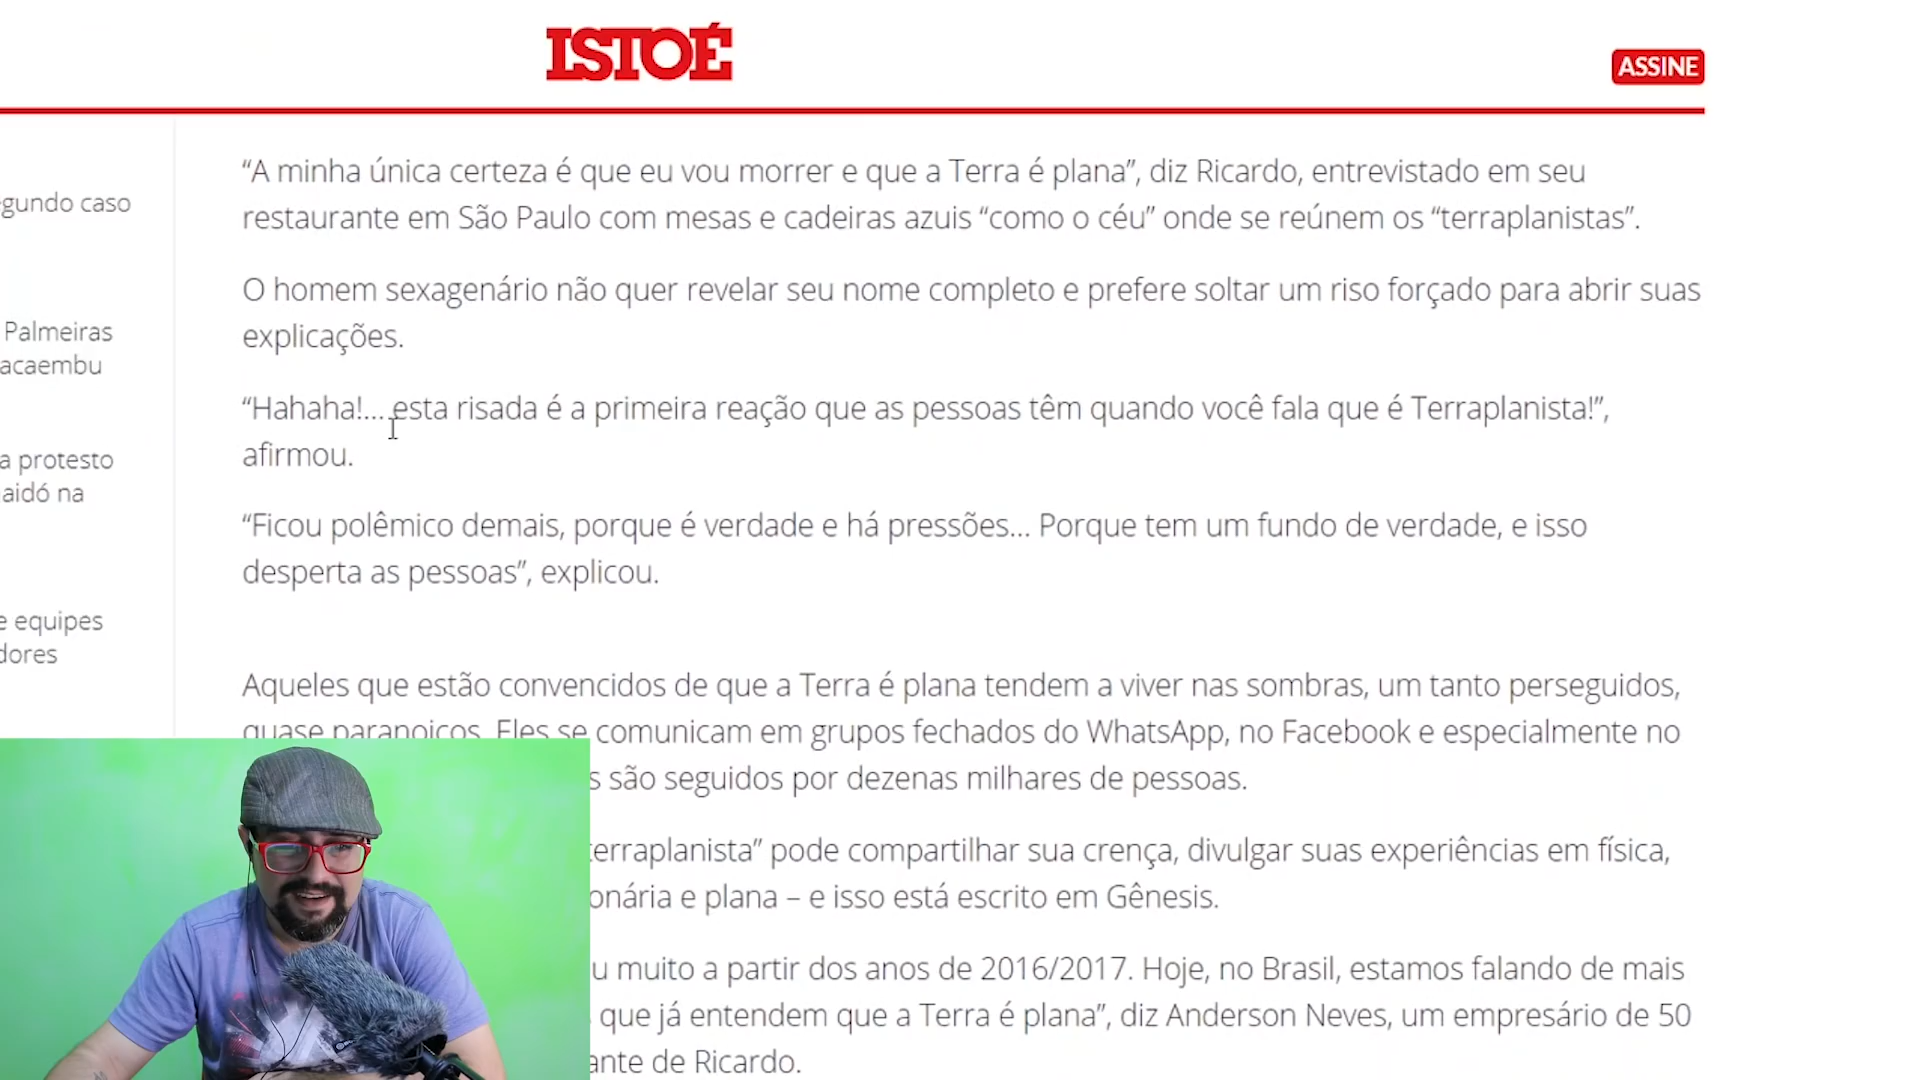 ISTOÉ
ASSINE
“A minha única certeza é que eu vou morrer e que a Terra é plana”, diz Ricardo, entrevistado em seu
restaurante em São Paulo com mesas e cadeiras azuis “como o céu” onde se reúnem os “terraplanistas”.
O homem sexagenário não quer revelar seu nome completo e prefere soltar um riso forçado para abrir suas
explicações.
“Hahaha!... esta risada é a primeira reação que as pessoas têm quando você fala que é Terraplanista!”,
afirmou.
“Ficou polêmico demais, porque é verdade e há pressões... Porque tem um fundo de verdade, e isso
desperta as pessoas”, explicou.
Aqueles que estão convencidos de que a Terra é plana tendem a viver nas sombras, um tanto perseguidos,
quase paranoicos. Eles se comunicam em grupos fechados do WhatsApp, no Facebook e especialmente no
são seguidos por dezenas milhares de pessoas.
terraplanista” pode compartilhar sua crença, divulgar suas experiências em física,
onária e plana – e isso está escrito em Gênesis.
u muito a partir dos anos de 2016/2017. Hoje, no Brasil, estamos falando de mais
que já entendem que a Terra é plana”, diz Anderson Neves, um empresário de 50
ante de Ricardo.
gundo caso
Palmeiras
acaembu
a protesto
aidó na
e equipes
dores